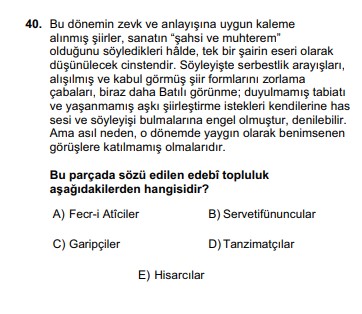 40. Bu dönemin zevk ve anlayışına uygun kaleme
alınmış şiirler, sanatın “şahsi ve muhterem”
olduğunu söyledikleri hâlde, tek bir şairin eseri olarak
düşünülecek cinstendir. Söyleyişte serbestlik arayışları,
alışılmış ve kabul görmüş şiir formlarını zorlama
çabaları, biraz daha Batılı görünme; duyulmamış tabiatı
ve yaşanmamış aşkı şiirleştirme istekleri kendilerine has
sesi ve söyleyişi bulmalarına engel olmuştur, denilebilir.
Ama asıl neden, o dönemde yaygın olarak benimsenen
görüşlere katılmamış olmalarıdır.
Bu parçada sözü edilen edebî topluluk
aşağıdakilerden hangisidir?
A) Fecr-i Atîciler B) Servetifünuncular
C) Garipçiler D) Tanzimatçılar
E) Hisarcılar